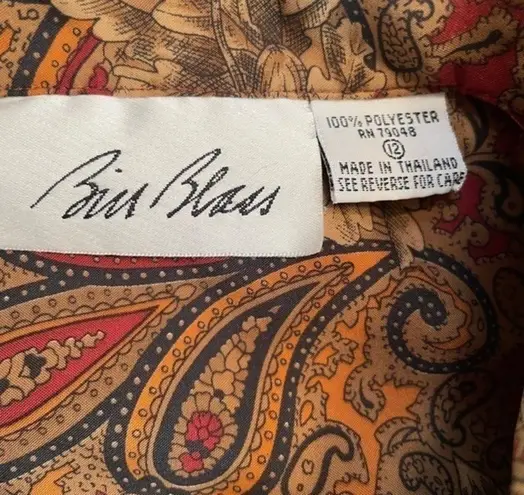 Bill Blass
100% POLYESTER
RN 79048
12
MADE IN THAILAND
SEE REVERSE FOR CARE